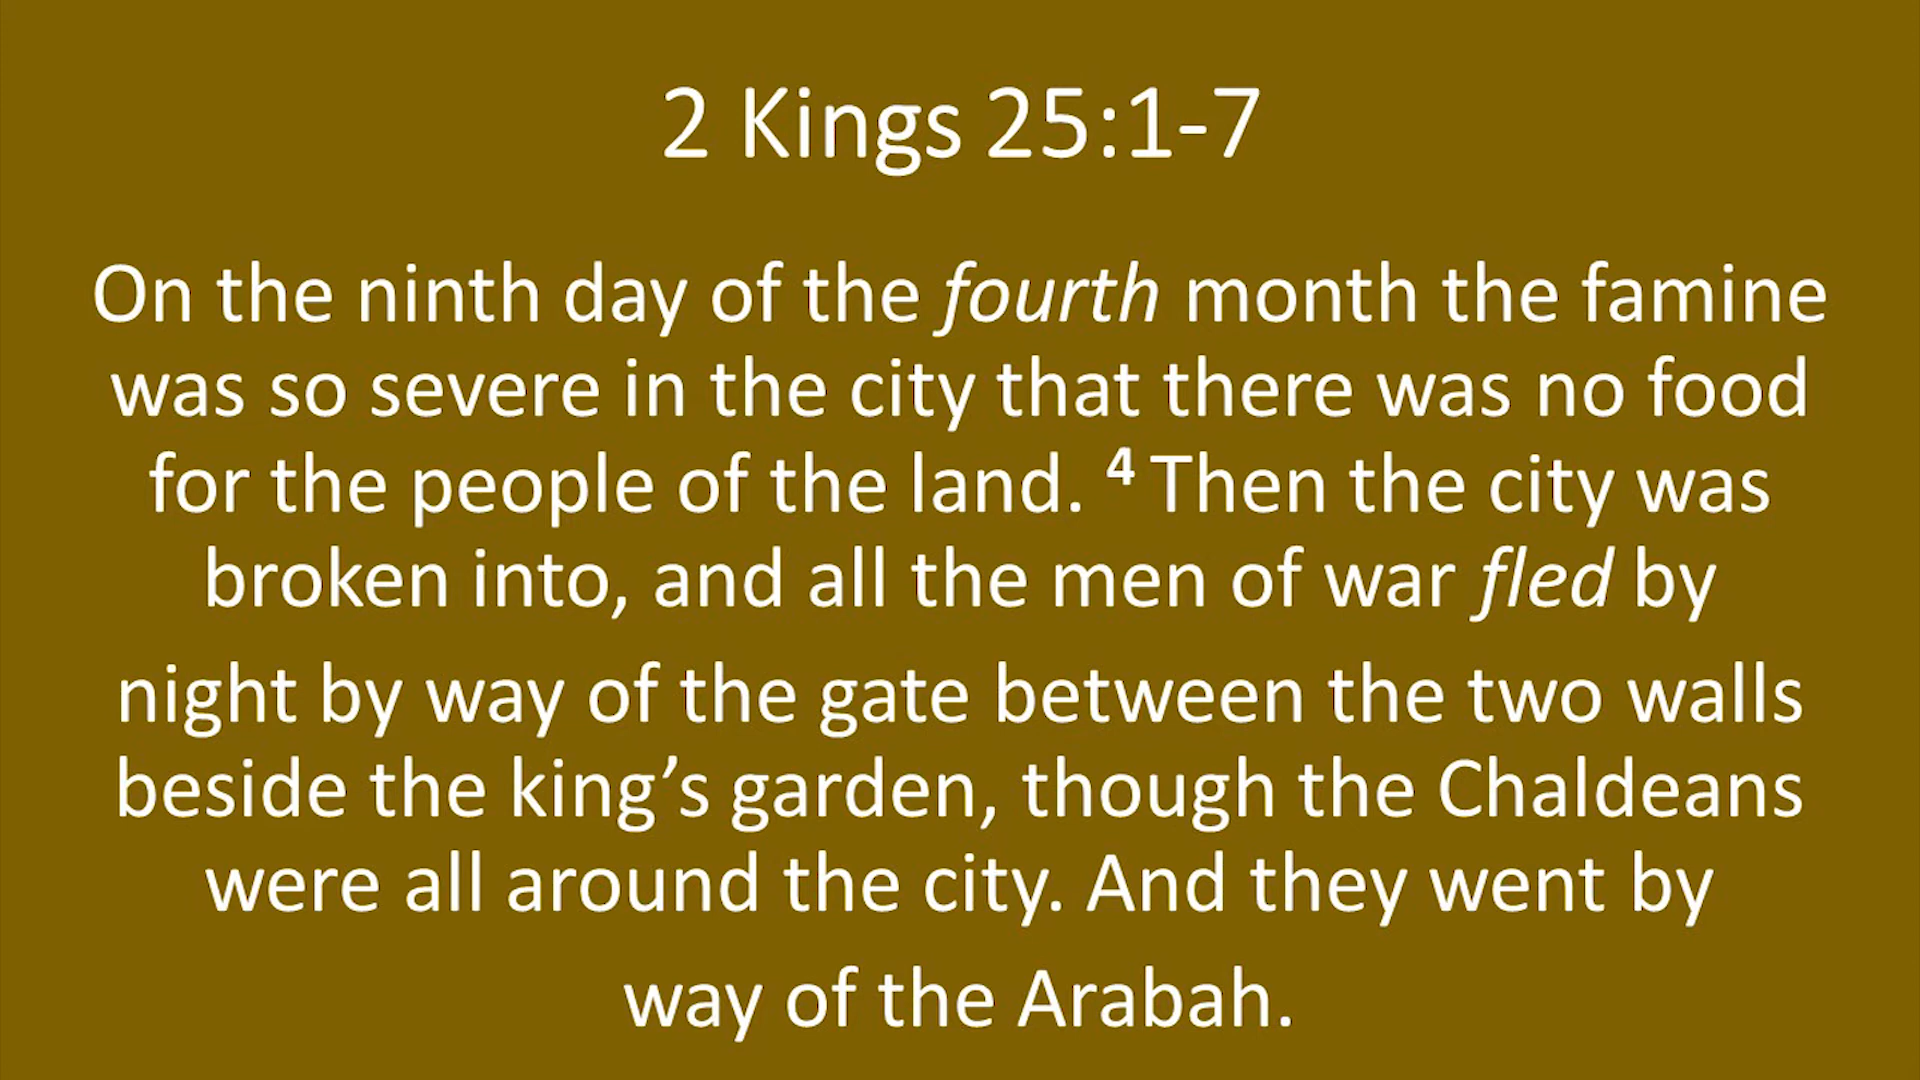 2 Kings 25:1-7
On the ninth day of the fourth month the famine
was so severe in the city that there was no food
for the people of the land. ⁴ Then the city was
broken into, and all the men of war fled by
night by way of the gate between the two walls
beside the king’s garden, though the Chaldeans
were all around the city. And they went by
way of the Arabah.